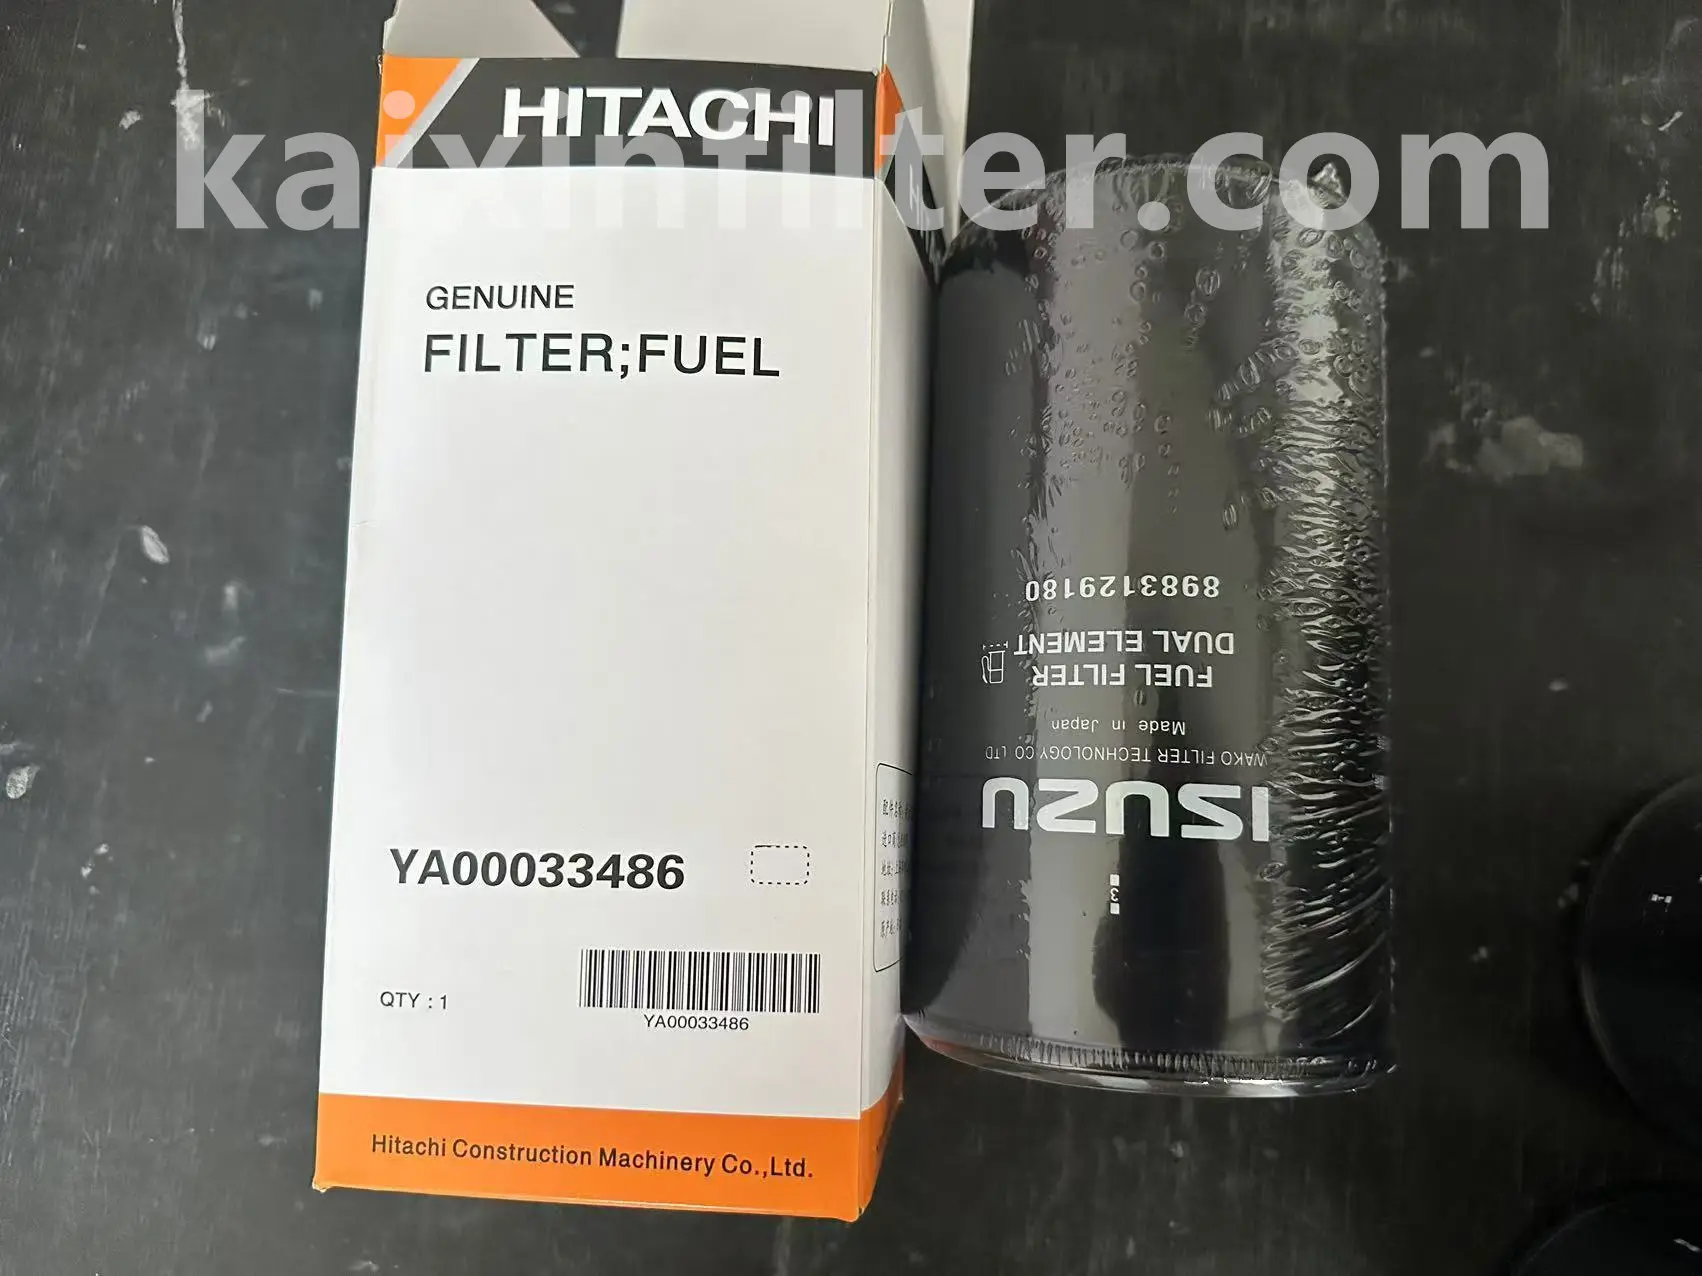 kaixinfilter.com
HITACHI
GENUINE
FILTER;FUEL
YA00033486
QTY : 1
YA00033486
Hitachi Construction Machinery Co.,Ltd.
ISUZU
WAKO FILTER TECHNOLOGY CO LTD
Made in Japan
FUEL FILTER
DUAL ELEMENT
8983129180
3